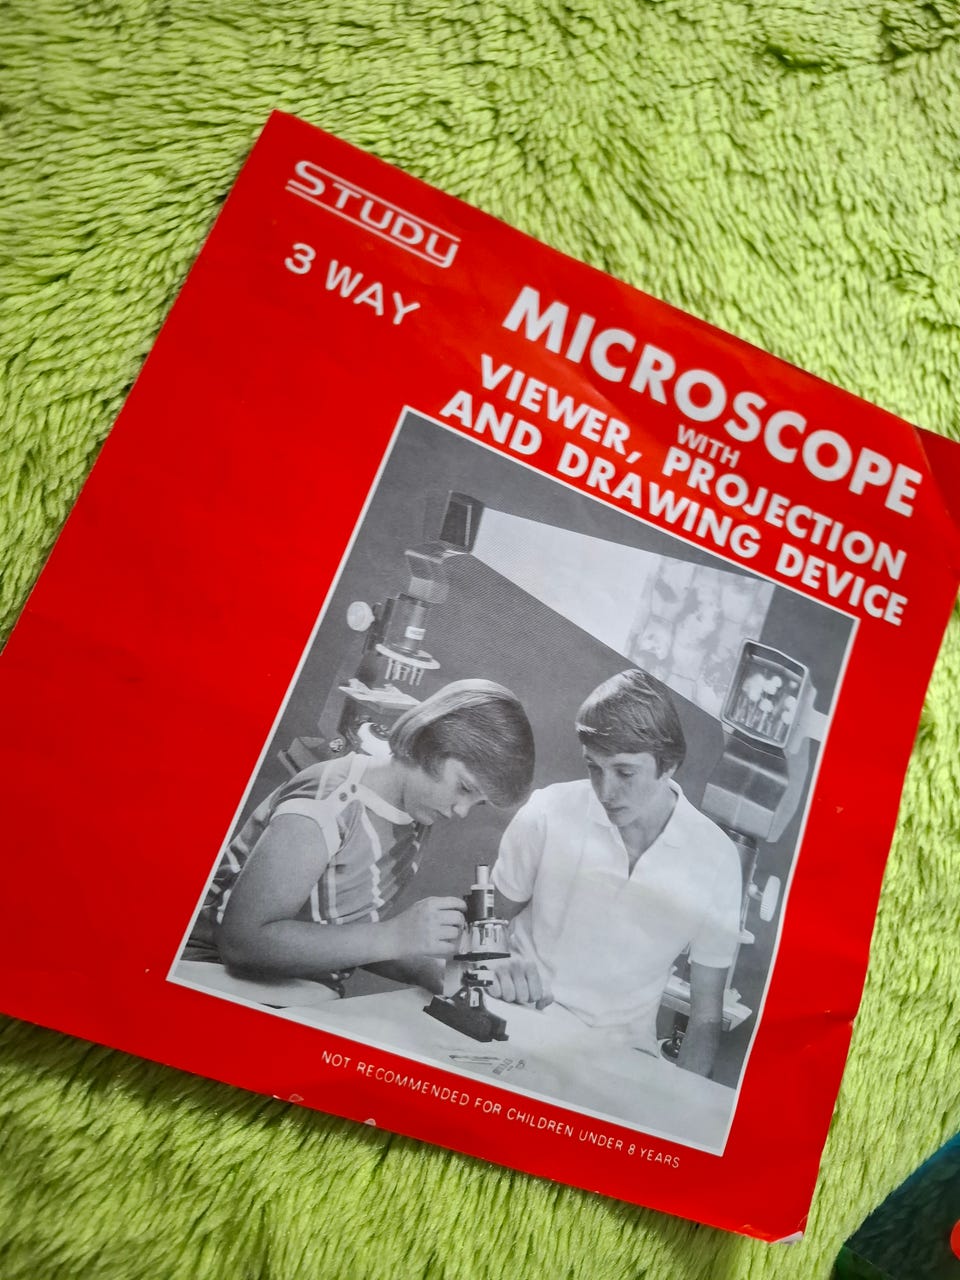 STUDY
3 WAY
MICROSCOPE
WITH
VIEWER, PROJECTION
AND DRAWING DEVICE
NOT RECOMMENDED FOR CHILDREN UNDER 8 YEARS